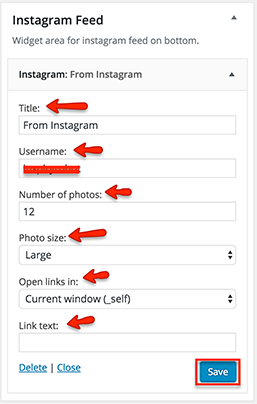 Instagram Feed
Widget area for instagram feed on bottom.
Instagram: From Instagram
Title:
From Instagram
Username:
Number of photos:
12
Photo size:
Large
Open links in:
Current window (_self)
Link text:
Delete | Close
Save